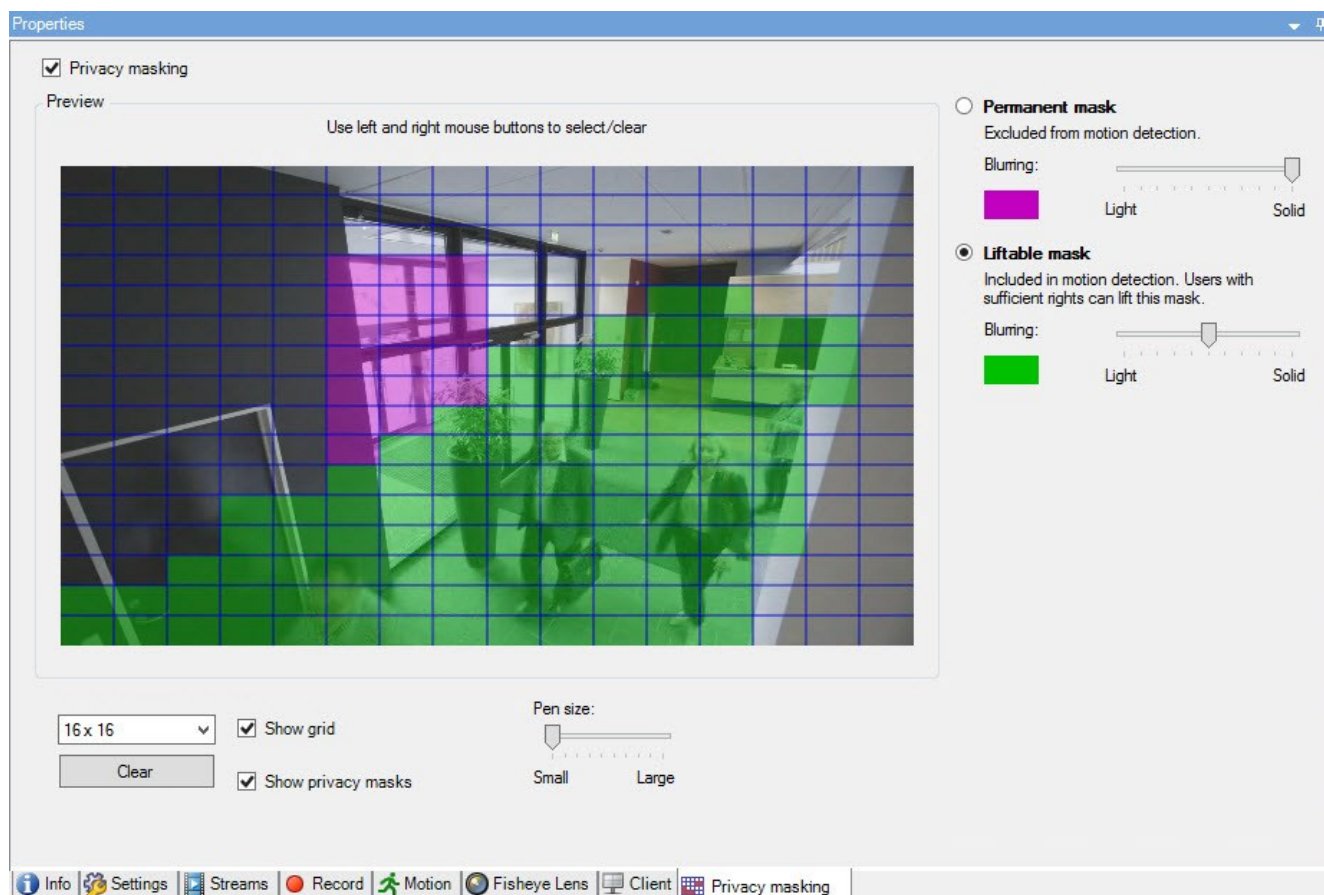 Properties
Privacy masking
Preview
Use left and right mouse buttons to select/clear
Permanent mask
Excluded from motion detection.
Blurring:
Light Solid
Liftable mask
Included in motion detection. Users with
sufficient rights can lift this mask.
Blurring:
Light Solid
16 x 16
Show grid
Pen size:
Clear
Show privacy masks
Small Large
Info Settings Streams Record Motion Fisheye Lens Client Privacy masking